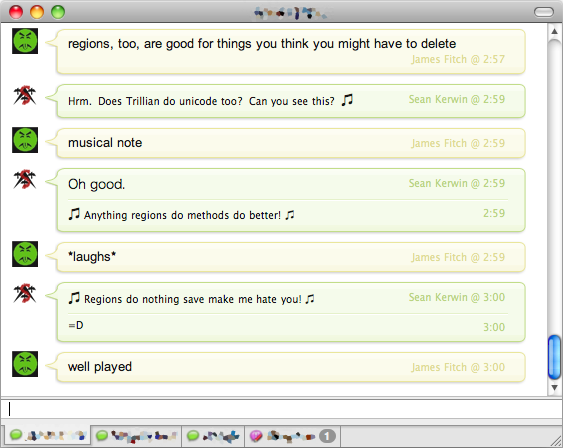 regions, too, are good for things you think you might have to delete
James Fitch @ 2:57
Hrm. Does Trillian do unicode too? Can you see this? 🎵 Sean Kerwin @ 2:59
musical note James Fitch @ 2:59
Oh good. Sean Kerwin @ 2:59
🎵 Anything regions do methods do better! 🎵 2:59
*laughs* James Fitch @ 2:59
🎵 Regions do nothing save make me hate you! 🎵 Sean Kerwin @ 3:00
=D 3:00
well played James Fitch @ 3:00
1